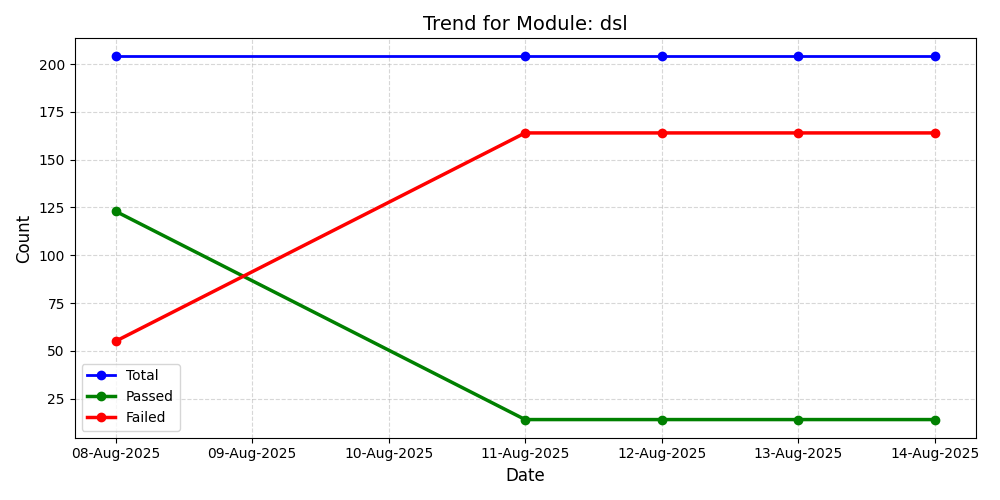 Trend for Module: dsl
200
175
150
125
100
75
50
25
Count
Total
Passed
Failed
08-Aug-2025 09-Aug-2025 10-Aug-2025 11-Aug-2025 12-Aug-2025 13-Aug-2025 14-Aug-2025
Date